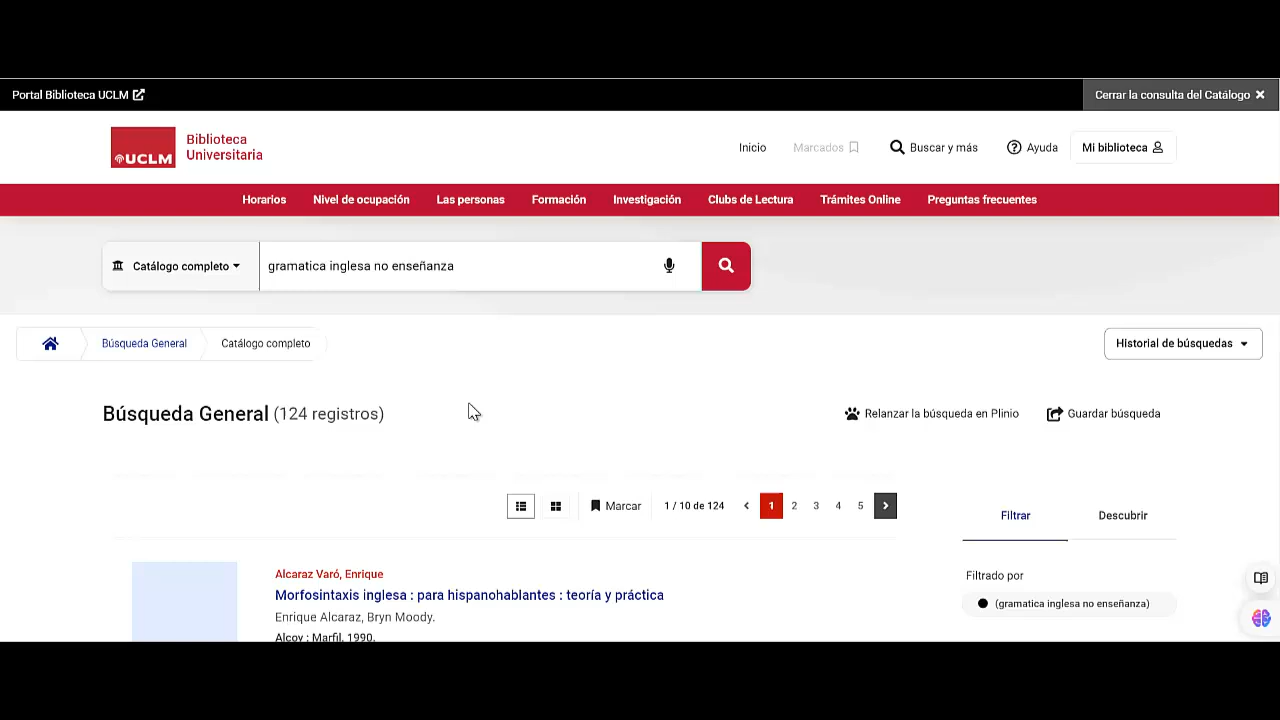 Portal Biblioteca UCLM
Cerrar la consulta del Catálogo ×
UCLM
Biblioteca
Universitaria
Inicio
Marcados
Buscar y más
Ayuda
Mi biblioteca
Horarios
Nivel de ocupación
Las personas
Formación
Investigación
Clubs de Lectura
Trámites Online
Preguntas frecuentes
Catálogo completo
gramatica inglesa no enseñanza
Búsqueda General
Catálogo completo
Historial de búsquedas
Búsqueda General (124 registros)
Relanzar la búsqueda en Plinio
Guardar búsqueda
Marcar
1 / 10 de 124
1 2 3 4 5
Filtrar
Descubrir
Alcaraz Varó, Enrique
Morfosintaxis inglesa : para hispanohablantes : teoría y práctica
Enrique Alcaraz, Bryn Moody.
Alcoy : Marfil, 1990.
Filtrado por
(gramatica inglesa no enseñanza)